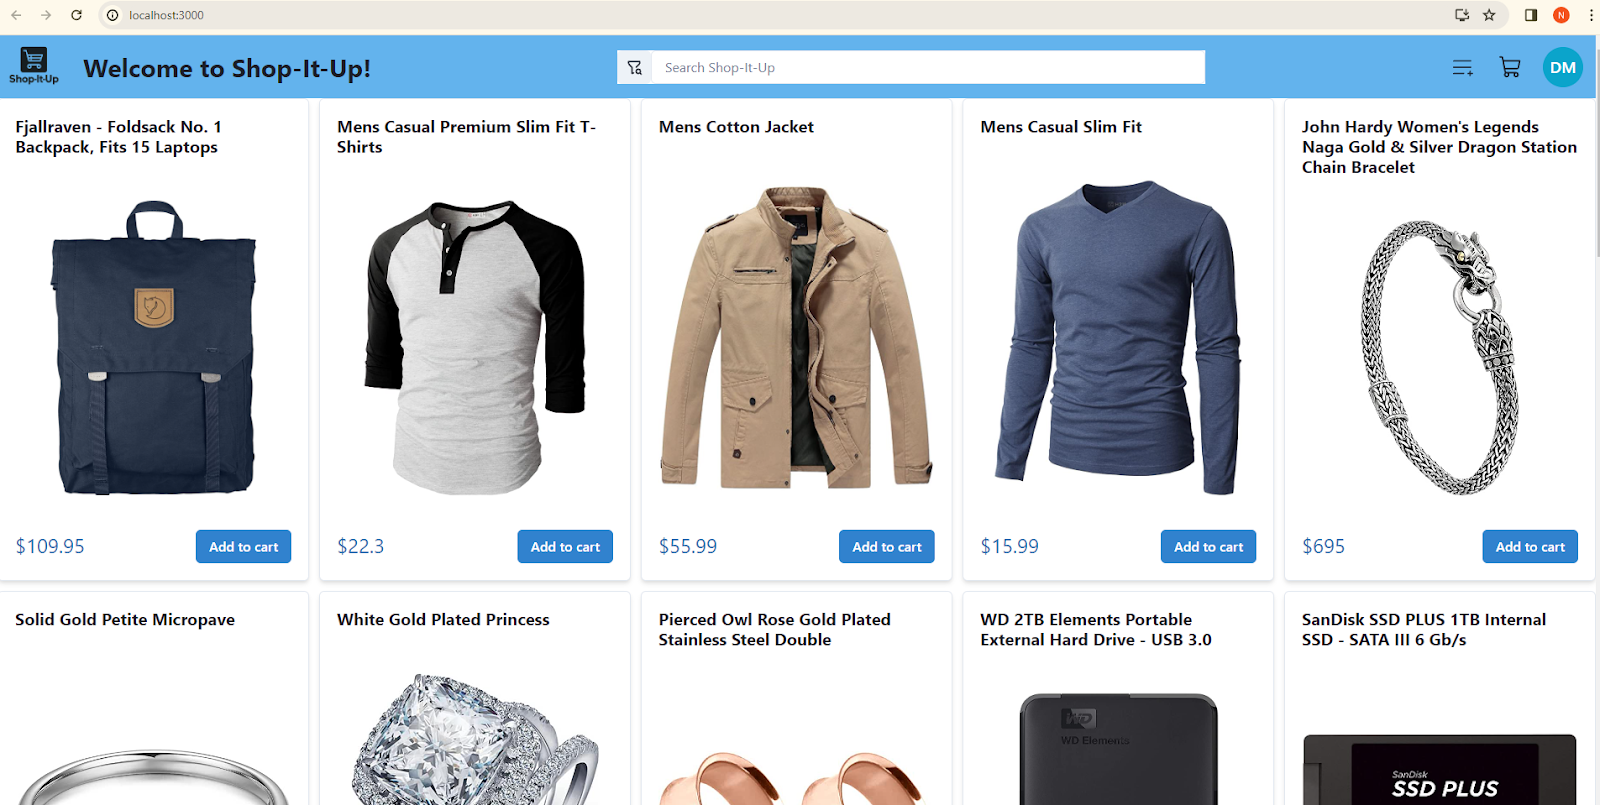 localhost:3000
N
Shop-It-Up
Welcome to Shop-It-Up!
Search Shop-It-Up
DM
Fjallraven - Foldsack No. 1
Backpack, Fits 15 Laptops
Mens Casual Premium Slim Fit T-
Shirts
Mens Cotton Jacket
Mens Casual Slim Fit
John Hardy Women's Legends
Naga Gold & Silver Dragon Station
Chain Bracelet
$109.95
Add to cart
$22.3
Add to cart
$55.99
Add to cart
$15.99
Add to cart
$695
Add to cart
Solid Gold Petite Micropave
White Gold Plated Princess
Pierced Owl Rose Gold Plated
Stainless Steel Double
WD 2TB Elements Portable
External Hard Drive - USB 3.0
SanDisk SSD PLUS 1TB Internal
SSD - SATA III 6 Gb/s
WD
WD Elements
SanDisk
SSD PLUS